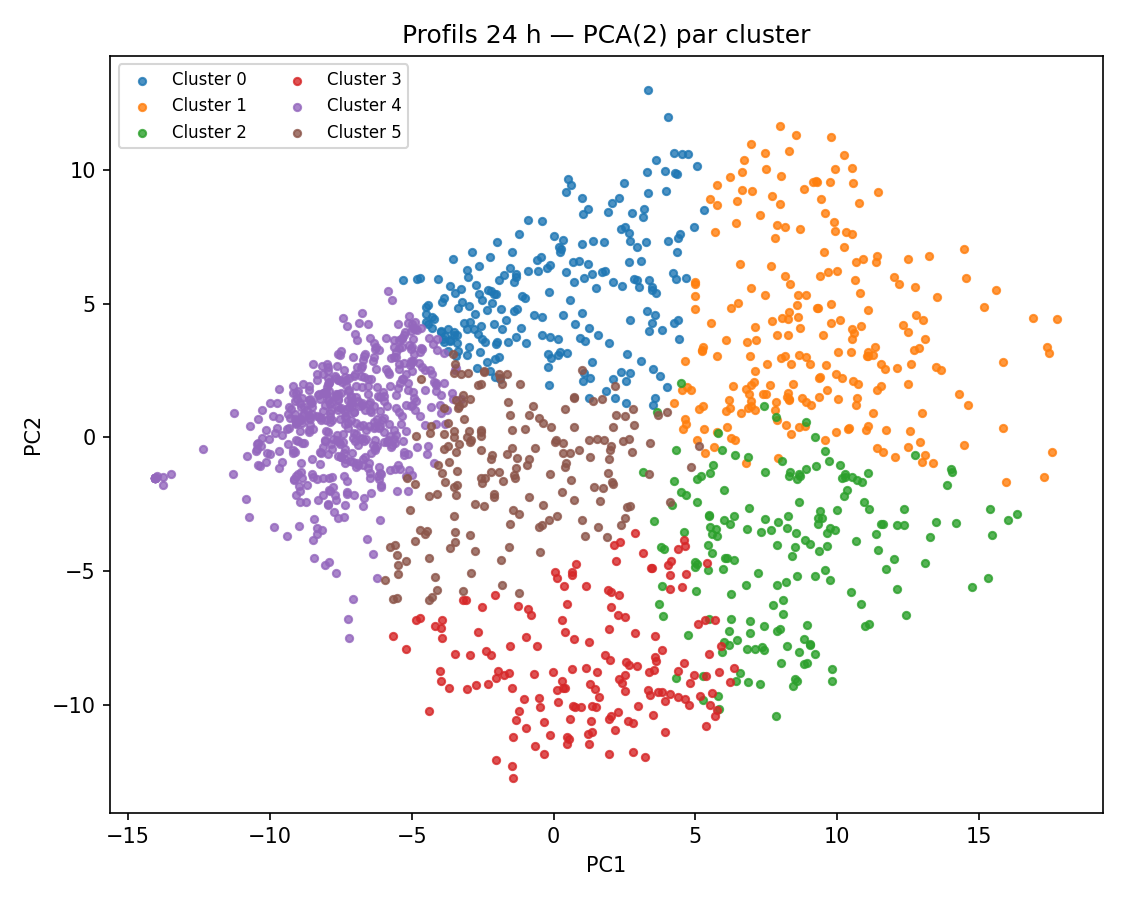 Profils 24 h — PCA(2) par cluster
Cluster 0
Cluster 1
Cluster 2
Cluster 3
Cluster 4
Cluster 5
10
5
0
−5
−10
PC2
−15
−10
−5
0
5
10
15
PC1